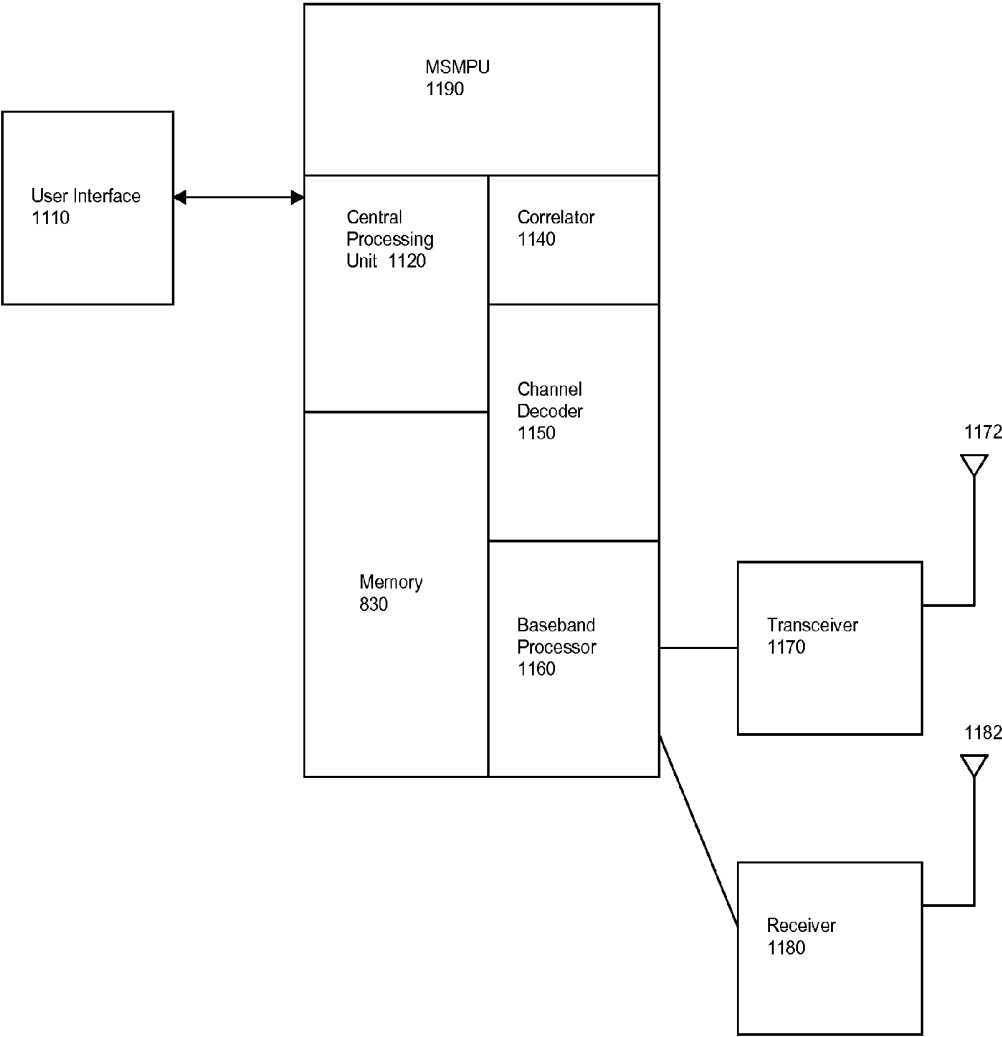 MSMPU
1190
User Interface
1110
Central
Processing
Unit 1120
Correlator
1140
Channel
Decoder
1150
1172
Memory
830
Baseband
Processor
1160
Transceiver
1170
1182
Receiver
1180